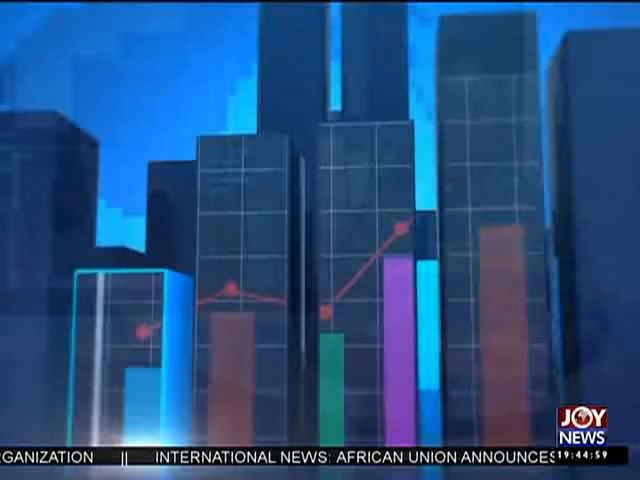 JOY
NEWS
GANIZATION || INTERNATIONAL NEWS: AFRICAN UNION ANNOUNCES 19:44:59